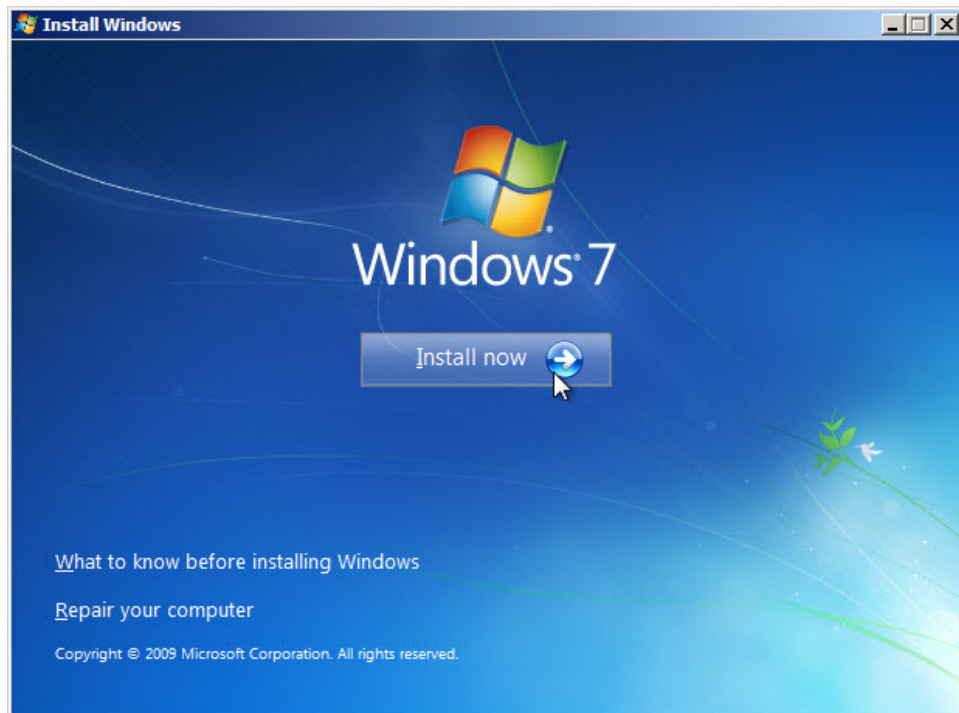 Install Windows
Windows® 7
Install now
What to know before installing Windows
Repair your computer
Copyright © 2009 Microsoft Corporation. All rights reserved.